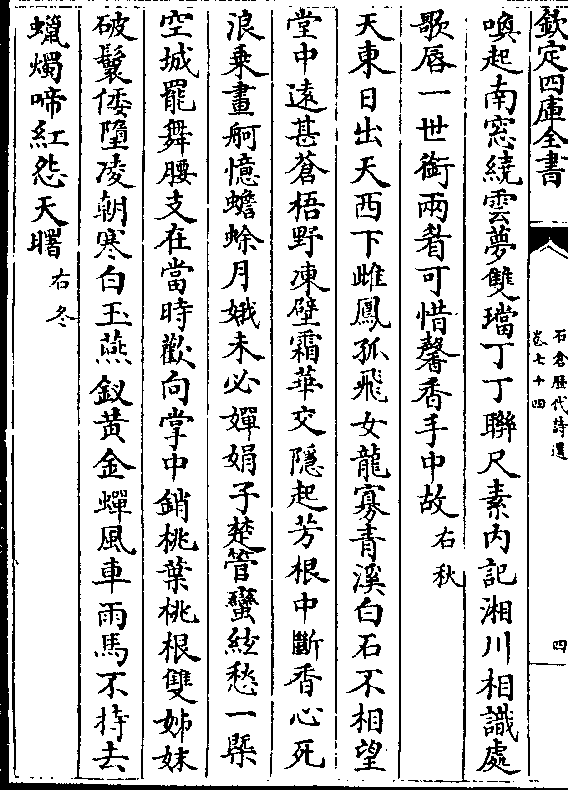 欽定四庫全書
石倉歷代詩選
卷七十四
四
喚起南窓繞雲夢雙璫丁丁聯尺素内記湘川相識處
歌唇一世銜雨看可惜馨香手中故右秋
天東日出天西下雌鳳孤飛女龍寡青溪白石不相望
堂中逺甚蒼梧野凍壁霜華交隱起芳根中斷香心死
浪乗畫舸憶蟾蜍月娥未必嬋娟子楚管蠻絃愁一槩
空城罷舞腰支在當時歡向掌中銷桃葉桃根雙姊妹
破鬟倭墮凌朝寒白玉燕釵黄金蟬風車雨馬不持去
蠟燭啼紅怨天曙右冬